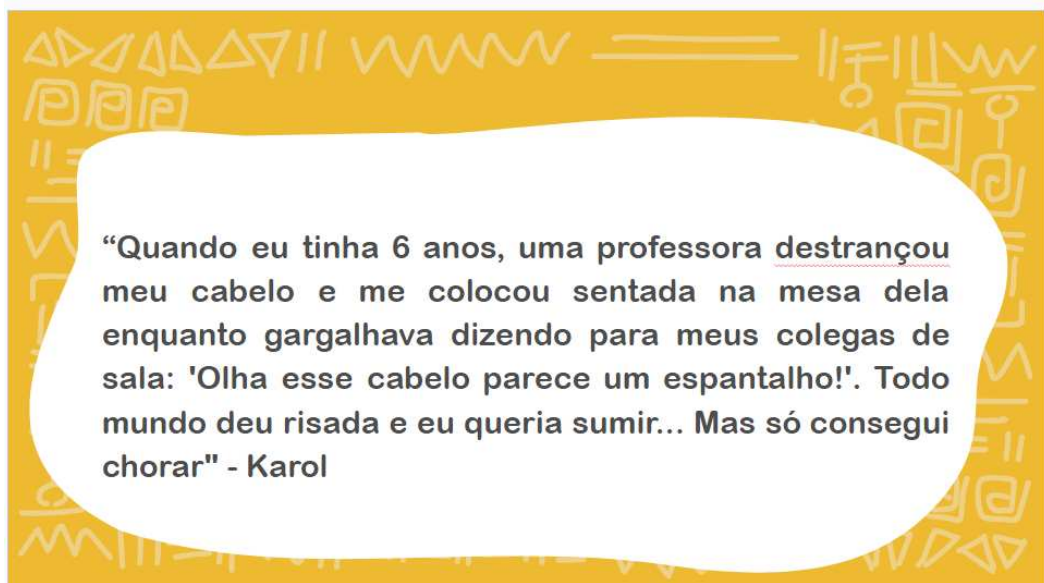 “Quando eu tinha 6 anos, uma professora destrançou
meu cabelo e me colocou sentada na mesa dela
enquanto gargalhava dizendo para meus colegas de
sala: 'Olha esse cabelo parece um espantalho!'. Todo
mundo deu risada e eu queria sumir... Mas só consegui
chorar" - Karol